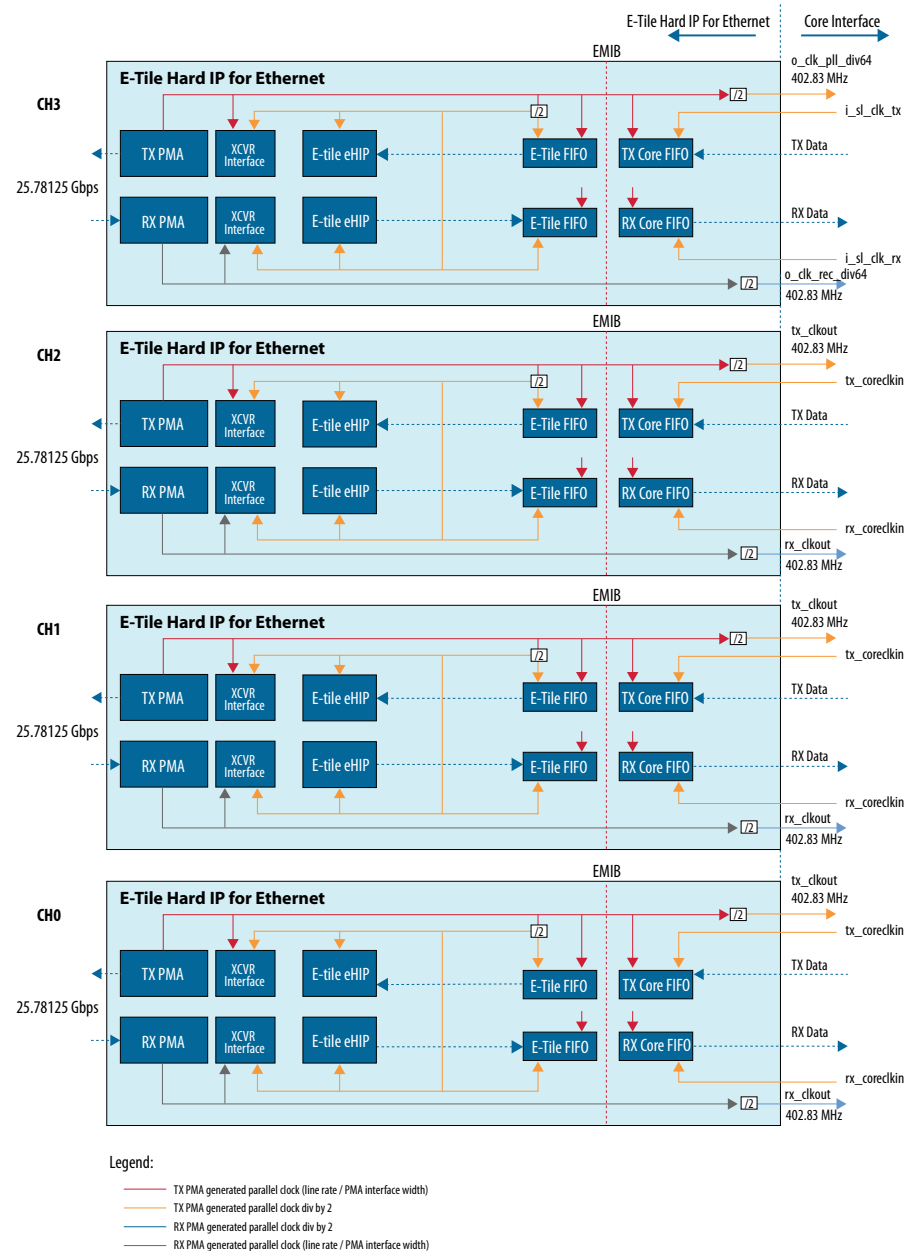 E-Tile Hard IP For Ethernet
Core Interface
EMIB
E-Tile Hard IP for Ethernet
CH3
o_clk_pll_div64
402.83 MHz
/2
i_sl_clk_tx
/2
TX PMA
XCVR
Interface
E-tile eHIP
E-Tile FIFO
TX Core FIFO
TX Data
25.78125 Gbps
RX PMA
XCVR
Interface
E-tile eHIP
E-Tile FIFO
RX Core FIFO
RX Data
i_sl_clk_rx
/2
o_clk_rec_div64
402.83 MHz
EMIB
E-Tile Hard IP for Ethernet
CH2
tx_clkout
402.83 MHz
/2
tx_coreclkin
/2
TX PMA
XCVR
Interface
E-tile eHIP
E-Tile FIFO
TX Core FIFO
TX Data
25.78125 Gbps
RX PMA
XCVR
Interface
E-tile eHIP
E-Tile FIFO
RX Core FIFO
RX Data
rx_coreclkin
/2
rx_clkout
402.83 MHz
EMIB
E-Tile Hard IP for Ethernet
CH1
tx_clkout
402.83 MHz
/2
tx_coreclkin
/2
TX PMA
XCVR
Interface
E-tile eHIP
E-Tile FIFO
TX Core FIFO
TX Data
25.78125 Gbps
RX PMA
XCVR
Interface
E-tile eHIP
E-Tile FIFO
RX Core FIFO
RX Data
rx_coreclkin
/2
rx_clkout
402.83 MHz
EMIB
E-Tile Hard IP for Ethernet
CH0
tx_clkout
402.83 MHz
/2
tx_coreclkin
/2
TX PMA
XCVR
Interface
E-tile eHIP
E-Tile FIFO
TX Core FIFO
TX Data
25.78125 Gbps
RX PMA
XCVR
Interface
E-tile eHIP
E-Tile FIFO
RX Core FIFO
RX Data
rx_coreclkin
/2
rx_clkout
402.83 MHz
Legend:
TX PMA generated parallel clock (line rate / PMA interface width)
TX PMA generated parallel clock div by 2
RX PMA generated parallel clock div by 2
RX PMA generated parallel clock (line rate / PMA interface width)